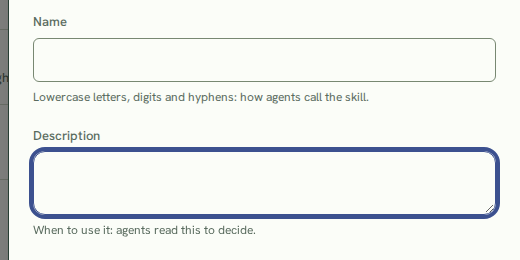 Name
Lowercase letters, digits and hyphens: how agents call the skill.
Description
When to use it: agents read this to decide.